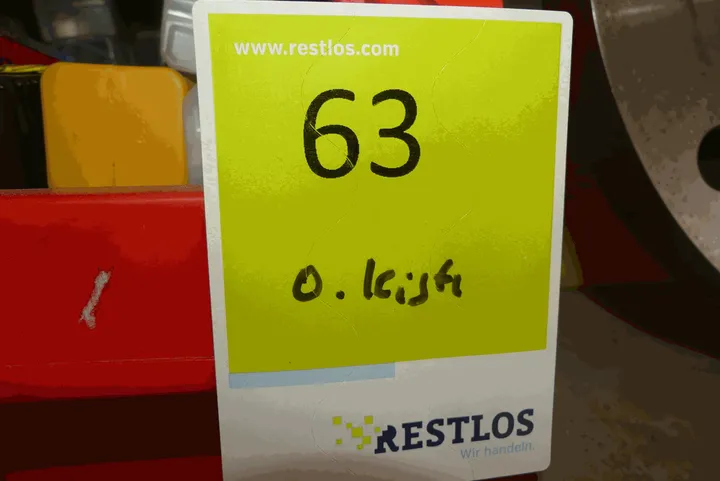 www.restlos.com
63
o. Kiste
RESTLOS
Wir handeln.